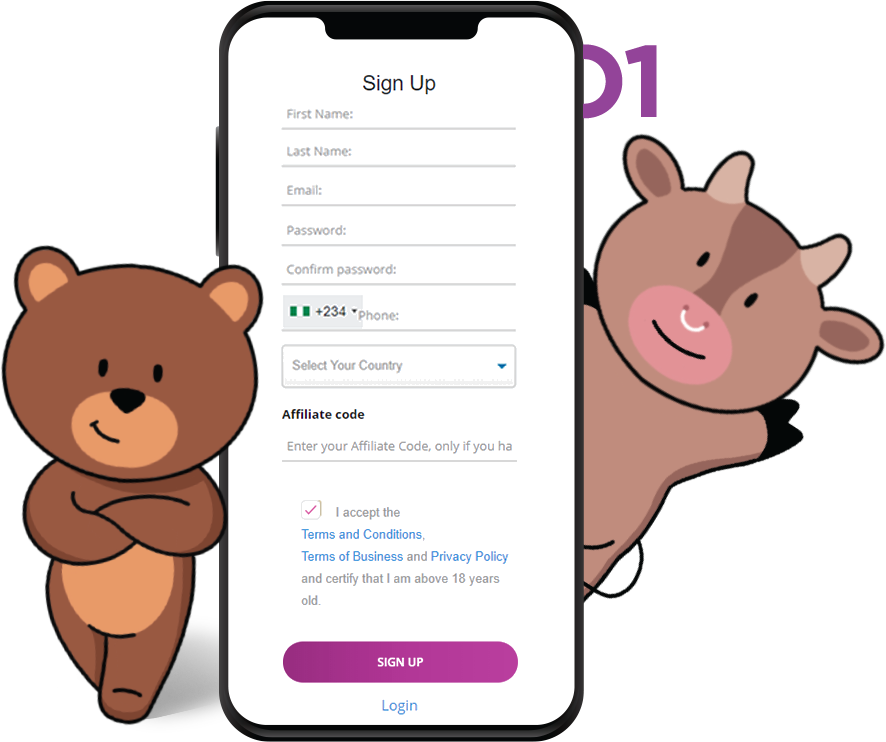 01
Sign Up
First Name:
Last Name:
Email:
Password:
Confirm password:
+234 Phone:
Select Your Country
Affiliate code
Enter your Affiliate Code, only if you ha
I accept the
Terms and Conditions,
Terms of Business and Privacy Policy
and certify that I am above 18 years
old.
SIGN UP
Login